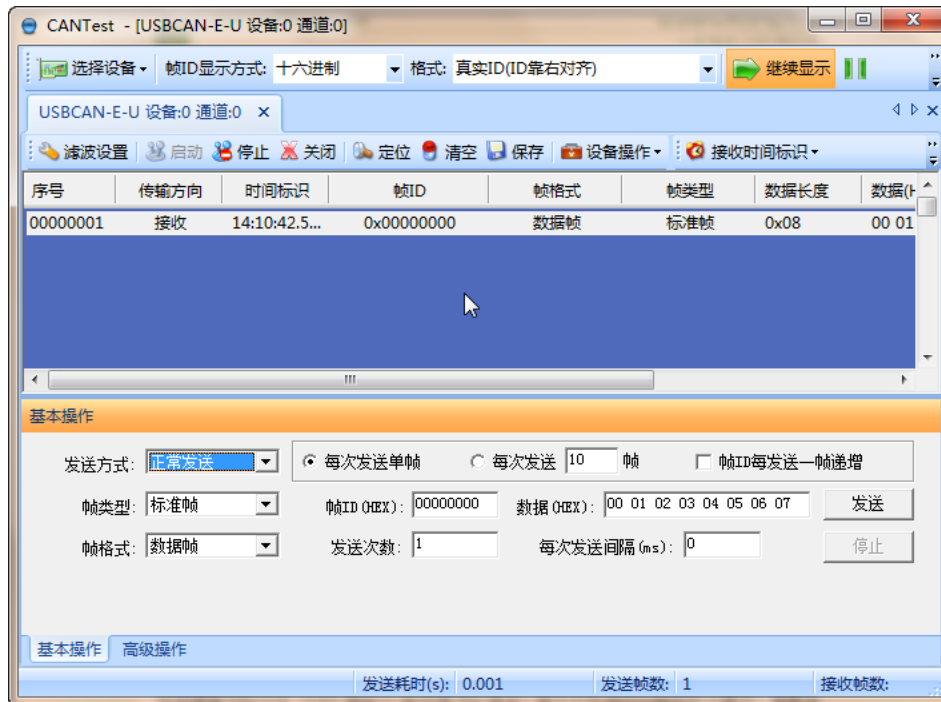 CANTest - [USBCAN-E-U 设备:0 通道:0]
选择设备 帧ID显示方式: 十六进制 格式: 真实ID(ID靠右对齐) 继续显示
USBCAN-E-U 设备:0 通道:0
滤波设置 启动 停止 关闭 定位 清空 保存 设备操作 接收时间标识
序号 传输方向 时间标识 帧ID 帧格式 帧类型 数据长度 数据(H
00000001 接收 14:10:42.5... 0x00000000 数据帧 标准帧 0x08 00 01
基本操作
发送方式: 正常发送 每次发送单帧 每次发送 10 帧 帧ID每发送一帧递增
帧类型: 标准帧 帧ID(HEX): 00000000 数据(HEX): 00 01 02 03 04 05 06 07 发送
帧格式: 数据帧 发送次数: 1 每次发送间隔(ms): 0 停止
基本操作 高级操作
发送耗时(s): 0.001 发送帧数: 1 接收帧数: